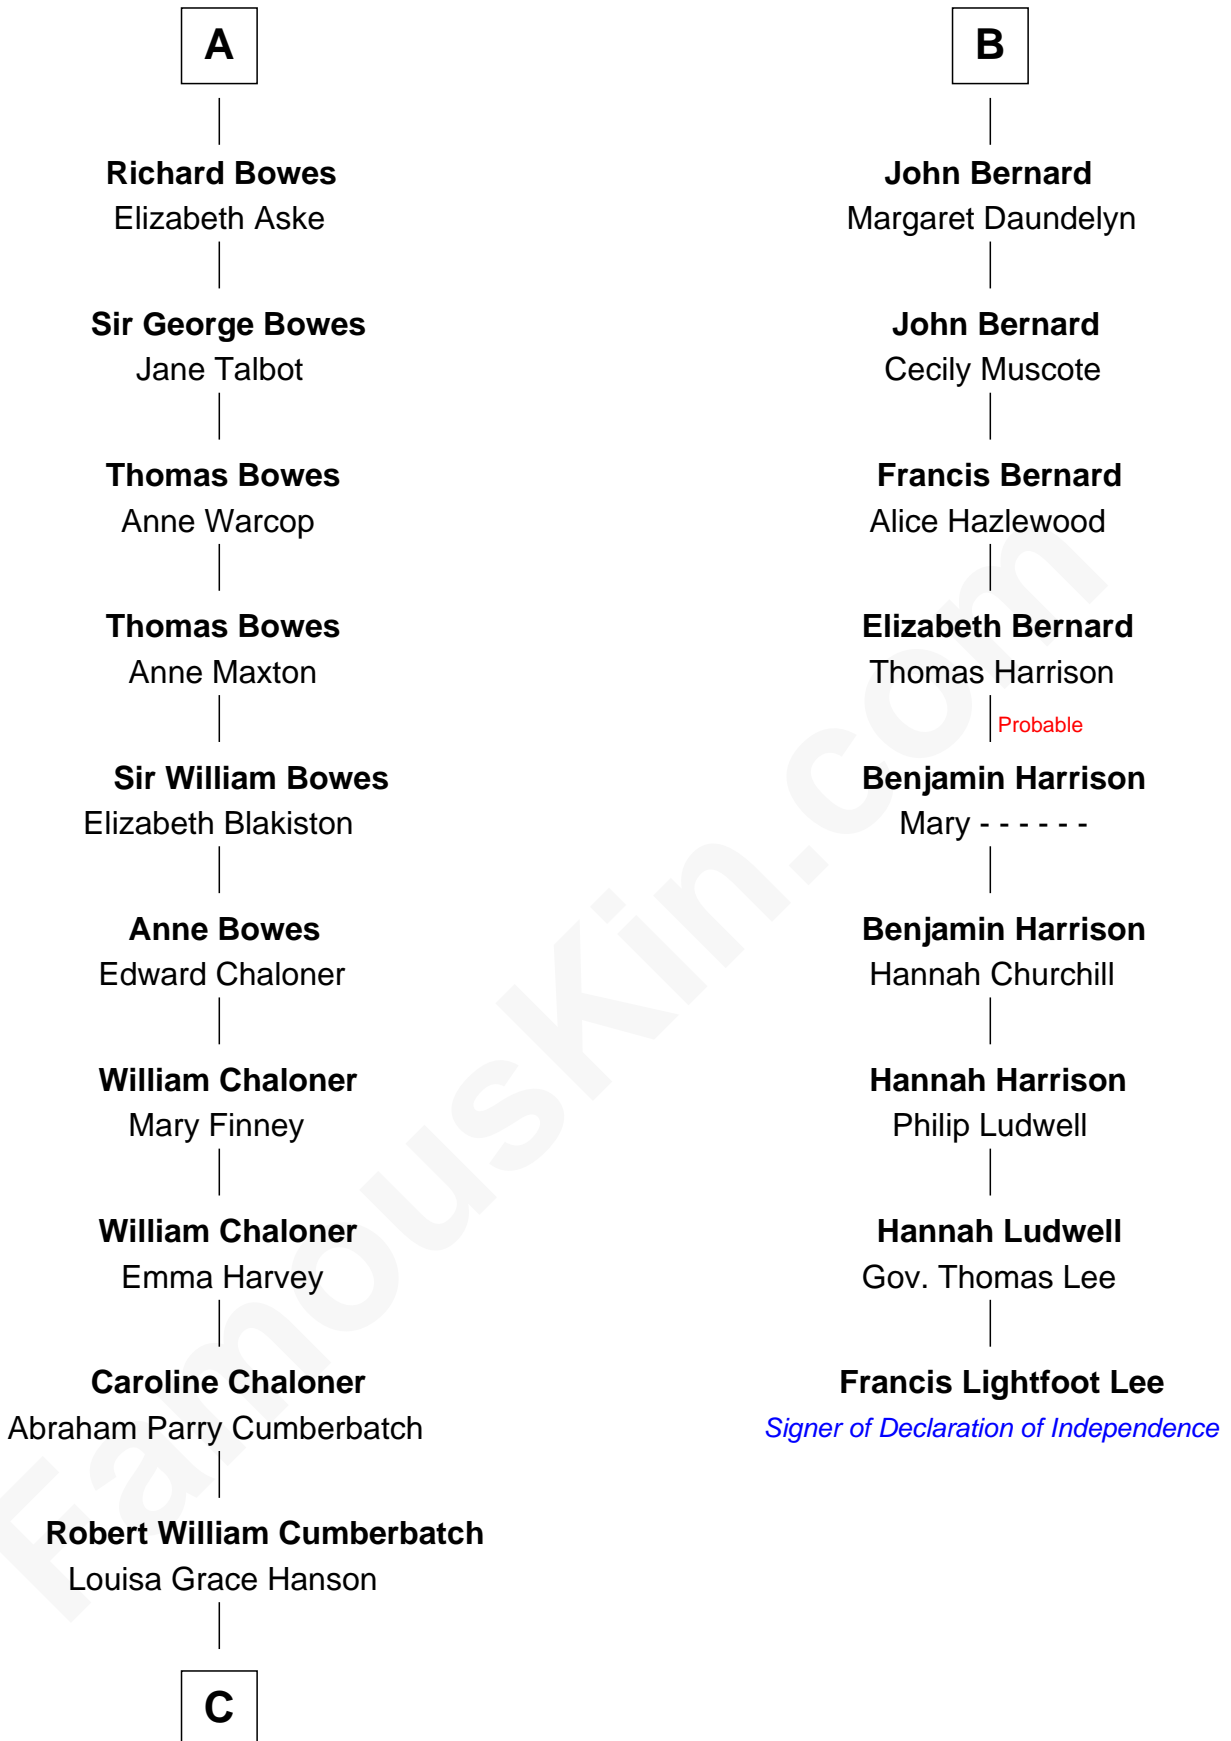 A
Richard Bowes
Elizabeth Aske
Sir George Bowes
Jane Talbot
Thomas Bowes
Anne Warcop
Thomas Bowes
Anne Maxton
Sir William Bowes
Elizabeth Blakiston
Anne Bowes
Edward Chaloner
William Chaloner
Mary Finney
William Chaloner
Emma Harvey
Caroline Chaloner
Abraham Parry Cumberbatch
Robert William Cumberbatch
Louisa Grace Hanson
C
B
John Bernard
Margaret Daundelyn
John Bernard
Cecily Muscote
Francis Bernard
Alice Hazlewood
Elizabeth Bernard
Thomas Harrison
Probable
Benjamin Harrison
Mary - - - - - -
Benjamin Harrison
Hannah Churchill
Hannah Harrison
Philip Ludwell
Hannah Ludwell
Gov. Thomas Lee
Francis Lightfoot Lee
Signer of Declaration of Independence
FamousKin.com